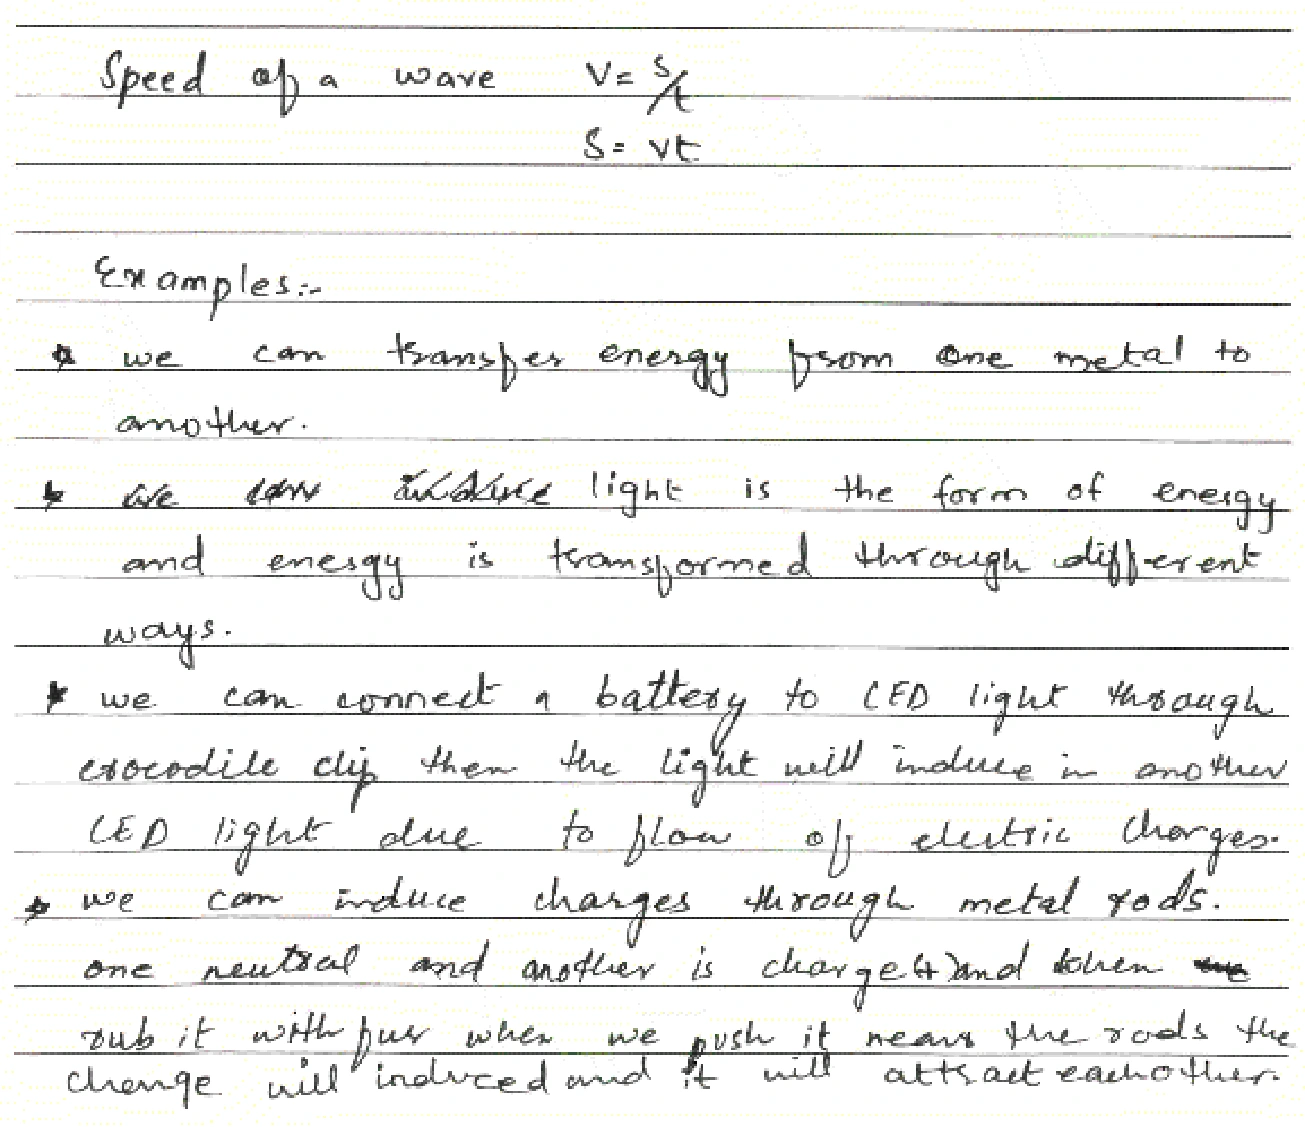 Speed of a wave V= s/t
S= vt
Examples:-
* we can transfer energy from one metal to
another.
* light is the form of energy
and energy is transformed through different
ways.
* we can connect a battery to LED light through
crocodile clip then the light will induce in another
LED light due to flow of electric charges.
* we can induce charges through metal rods.
one neutral and another is charge(+)and when
rub it with fur when we push it near the rods the
change will induced and it will attract eachother.